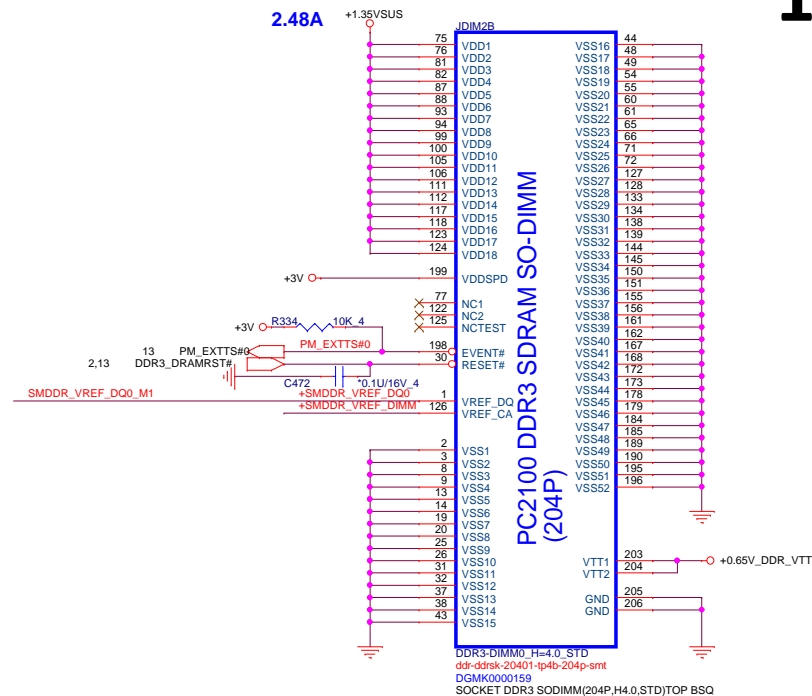 1
2.48A
+1.35VSUS
JDIM2B
75 VDD1
76 VDD2
81 VDD3
82 VDD4
87 VDD5
88 VDD6
93 VDD7
94 VDD8
99 VDD9
100 VDD10
105 VDD11
106 VDD12
111 VDD13
112 VDD14
117 VDD15
118 VDD16
123 VDD17
124 VDD18
+3V 199 VDDSPD
77 NC1
122 NC2
125 NCTEST
+3V R334 10K_4
13 PM_EXTTS#0 PM_EXTTS#0 198 EVENT#
2,13 DDR3_DRAMRST# 30 RESET#
C472 *0.1U/16V_4
SMDDR_VREF_DQ0_M1 +SMDDR_VREF_DQ0 1 VREF_DQ
+SMDDR_VREF_DIMM 126 VREF_CA
2 VSS1
3 VSS2
8 VSS3
9 VSS4
13 VSS5
14 VSS6
19 VSS7
20 VSS8
25 VSS9
26 VSS10
31 VSS11
32 VSS12
37 VSS13
38 VSS14
43 VSS15
PC2100 DDR3 SDRAM SO-DIMM
(204P)
VSS16 44
VSS17 48
VSS18 49
VSS19 54
VSS20 55
VSS21 60
VSS22 61
VSS23 65
VSS24 66
VSS25 71
VSS26 72
VSS27 127
VSS28 128
VSS29 133
VSS30 134
VSS31 138
VSS32 139
VSS33 144
VSS34 145
VSS35 150
VSS36 151
VSS37 155
VSS38 156
VSS39 161
VSS40 162
VSS41 167
VSS42 168
VSS43 172
VSS44 173
VSS45 178
VSS46 179
VSS47 184
VSS48 185
VSS49 189
VSS50 190
VSS51 195
VSS52 196
VTT1 203
VTT2 204
+0.65V_DDR_VTT
GND 205
GND 206
DDR3-DIMM0_H=4.0_STD
ddr-ddrsk-20401-tp4b-204p-smt
DGMK0000159
SOCKET DDR3 SODIMM(204P,H4.0,STD)TOP BSQ